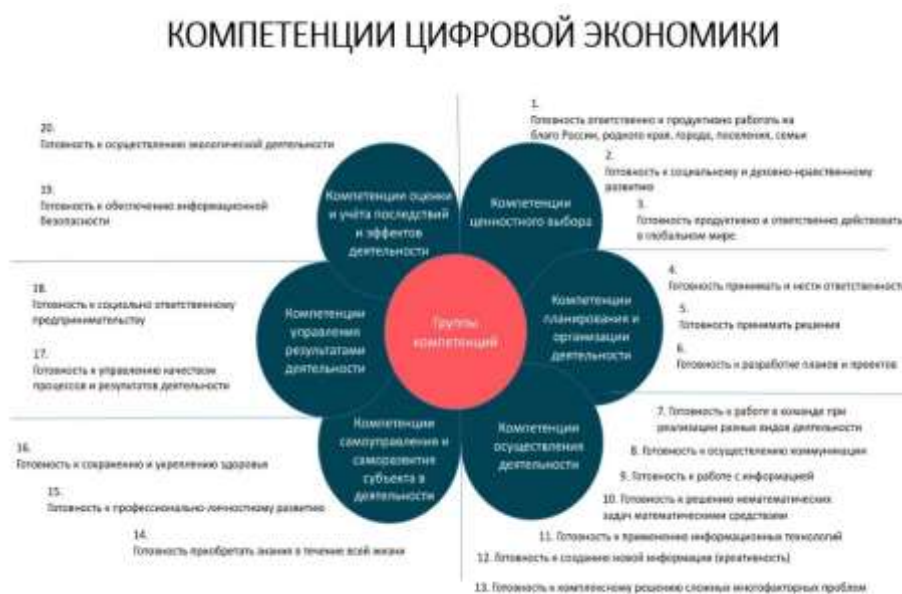 КОМПЕТЕНЦИИ ЦИФРОВОЙ ЭКОНОМИКИ
1.
Готовность ответственно и продуктивно работать на
благо России, родного края, города, поселения, семьи
2.
Готовность к социальному и духовно-нравственному
развитию
3.
Готовность продуктивно и ответственно действовать
в глобальном мире.
4.
Готовность принимать и нести ответственность
5.
Готовность принимать решения
6.
Готовность к разработке планов и проектов
7. Готовность к работе в команде при
реализации разных видов деятельности
8. Готовность к осуществлению коммуникации
9. Готовность к работе с информацией
10. Готовность к решению нематематических
задач математическими средствами
11. Готовность к применению информационных технологий
12. Готовность к созданию новой информации (креативность)
13. Готовность к комплексному решению сложных многофакторных проблем
14.
Готовность приобретать знания в течение всей жизни
15.
Готовность к профессионально-личностному развитию
16.
Готовность к сохранению и укреплению здоровья
17.
Готовность к управлению качеством
процессов и результатов деятельности
18.
Готовность к социально ответственному
предпринимательству
19.
Готовность к обеспечению информационной
безопасности
20.
Готовность к осуществлению экологической деятельности
Компетенции оценки
и учёта последствий
и эффектов
деятельности
Компетенции
ценностного выбора
Компетенции
планирования и
организации
деятельности
Компетенции
осуществления
деятельности
Компетенции
самоуправления и
саморазвития
субъекта в
деятельности
Компетенции
управления
результатами
деятельности
Группы
компетенций